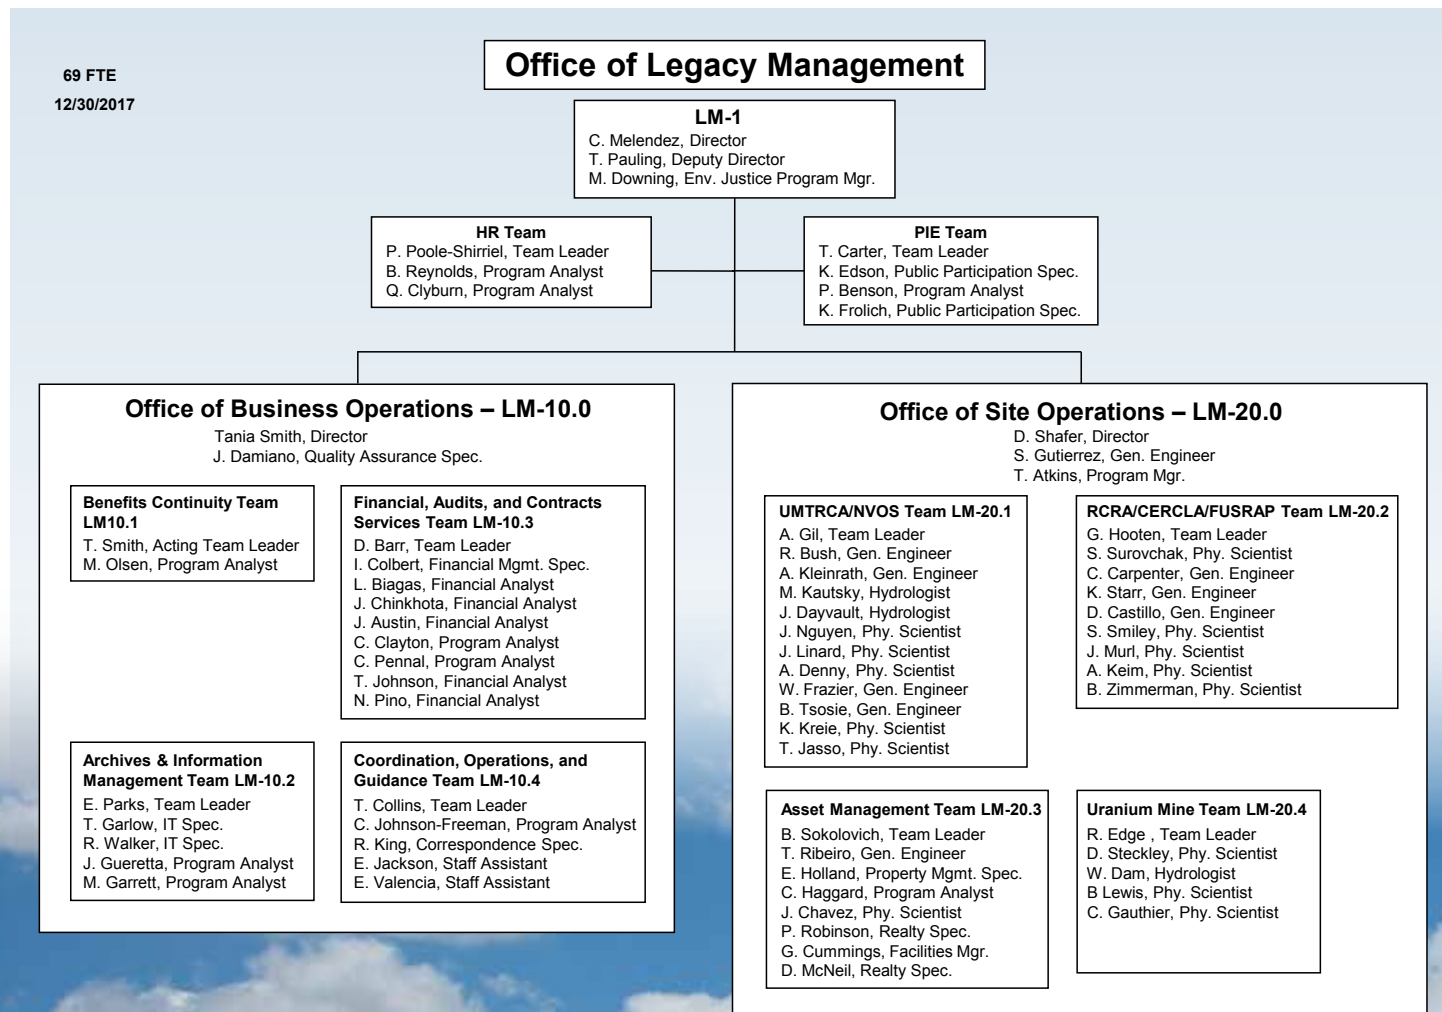 69 FTE
12/30/2017
Office of Legacy Management
LM-1
C. Melendez, Director
T. Pauling, Deputy Director
M. Downing, Env. Justice Program Mgr.
HR Team
P. Poole-Shirriel, Team Leader
B. Reynolds, Program Analyst
Q. Clyburn, Program Analyst
PIE Team
T. Carter, Team Leader
K. Edson, Public Participation Spec.
P. Benson, Program Analyst
K. Frolich, Public Participation Spec.
Office of Business Operations – LM-10.0
Tania Smith, Director
J. Damiano, Quality Assurance Spec.
Benefits Continuity Team
LM10.1
T. Smith, Acting Team Leader
M. Olsen, Program Analyst
Financial, Audits, and Contracts
Services Team LM-10.3
D. Barr, Team Leader
I. Colbert, Financial Mgmt. Spec.
L. Biagas, Financial Analyst
J. Chinkhota, Financial Analyst
J. Austin, Financial Analyst
C. Clayton, Program Analyst
C. Pennal, Program Analyst
T. Johnson, Financial Analyst
N. Pino, Financial Analyst
Archives & Information
Management Team LM-10.2
E. Parks, Team Leader
T. Garlow, IT Spec.
R. Walker, IT Spec.
J. Gueretta, Program Analyst
M. Garrett, Program Analyst
Coordination, Operations, and
Guidance Team LM-10.4
T. Collins, Team Leader
C. Johnson-Freeman, Program Analyst
R. King, Correspondence Spec.
E. Jackson, Staff Assistant
E. Valencia, Staff Assistant
Office of Site Operations – LM-20.0
D. Shafer, Director
S. Gutierrez, Gen. Engineer
T. Atkins, Program Mgr.
UMTRCA/NVOS Team LM-20.1
A. Gil, Team Leader
R. Bush, Gen. Engineer
A. Kleinrath, Gen. Engineer
M. Kautsky, Hydrologist
J. Dayvault, Hydrologist
J. Nguyen, Phy. Scientist
J. Linard, Phy. Scientist
A. Denny, Phy. Scientist
W. Frazier, Gen. Engineer
B. Tsosie, Gen. Engineer
K. Kreie, Phy. Scientist
T. Jasso, Phy. Scientist
RCRA/CERCLA/FUSRAP Team LM-20.2
G. Hooten, Team Leader
S. Surovchak, Phy. Scientist
C. Carpenter, Gen. Engineer
K. Starr, Gen. Engineer
D. Castillo, Gen. Engineer
S. Smiley, Phy. Scientist
J. Murl, Phy. Scientist
A. Keim, Phy. Scientist
B. Zimmerman, Phy. Scientist
Asset Management Team LM-20.3
B. Sokolovich, Team Leader
T. Ribeiro, Gen. Engineer
E. Holland, Property Mgmt. Spec.
C. Haggard, Program Analyst
J. Chavez, Phy. Scientist
P. Robinson, Realty Spec.
G. Cummings, Facilities Mgr.
D. McNeil, Realty Spec.
Uranium Mine Team LM-20.4
R. Edge , Team Leader
D. Steckley, Phy. Scientist
W. Dam, Hydrologist
B Lewis, Phy. Scientist
C. Gauthier, Phy. Scientist